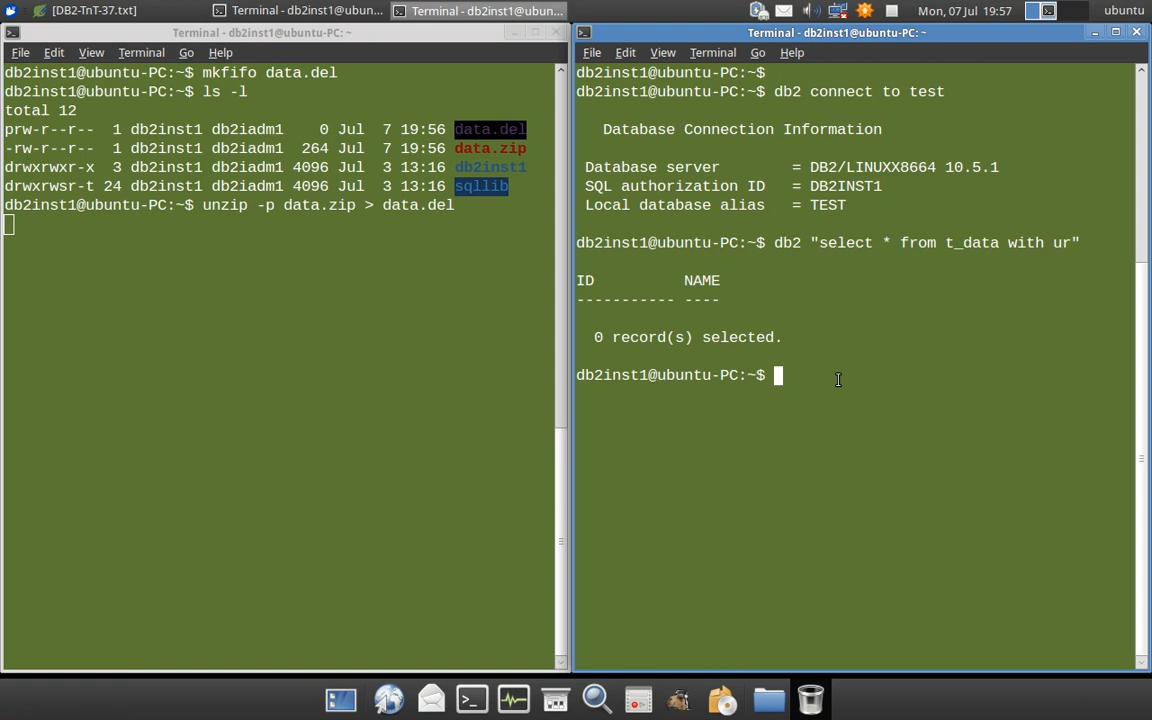 [DB2-TnT-37.txt]
Terminal - db2inst1@ubun...
Terminal - db2inst1@ubun...
Mon, 07 Jul 19:57
ubuntu
Terminal - db2inst1@ubuntu-PC: ~
File Edit View Terminal Go Help
db2inst1@ubuntu-PC:~$ mkfifo data.del
db2inst1@ubuntu-PC:~$ ls -l
total 12
prw-r--r-- 1 db2inst1 db2iadm1 0 Jul 7 19:56 data.del
-rw-r--r-- 1 db2inst1 db2iadm1 264 Jul 7 19:56 data.zip
drwxrwxr-x 3 db2inst1 db2iadm1 4096 Jul 3 13:16 db2inst1
drwxrwsr-t 24 db2inst1 db2iadm1 4096 Jul 3 13:16 sqllib
db2inst1@ubuntu-PC:~$ unzip -p data.zip > data.del
Terminal - db2inst1@ubuntu-PC: ~
File Edit View Terminal Go Help
db2inst1@ubuntu-PC:~$
db2inst1@ubuntu-PC:~$ db2 connect to test
Database Connection Information
Database server = DB2/LINUXX8664 10.5.1
SQL authorization ID = DB2INST1
Local database alias = TEST
db2inst1@ubuntu-PC:~$ db2 "select * from t_data with ur"
ID NAME
----------- ----
0 record(s) selected.
db2inst1@ubuntu-PC:~$